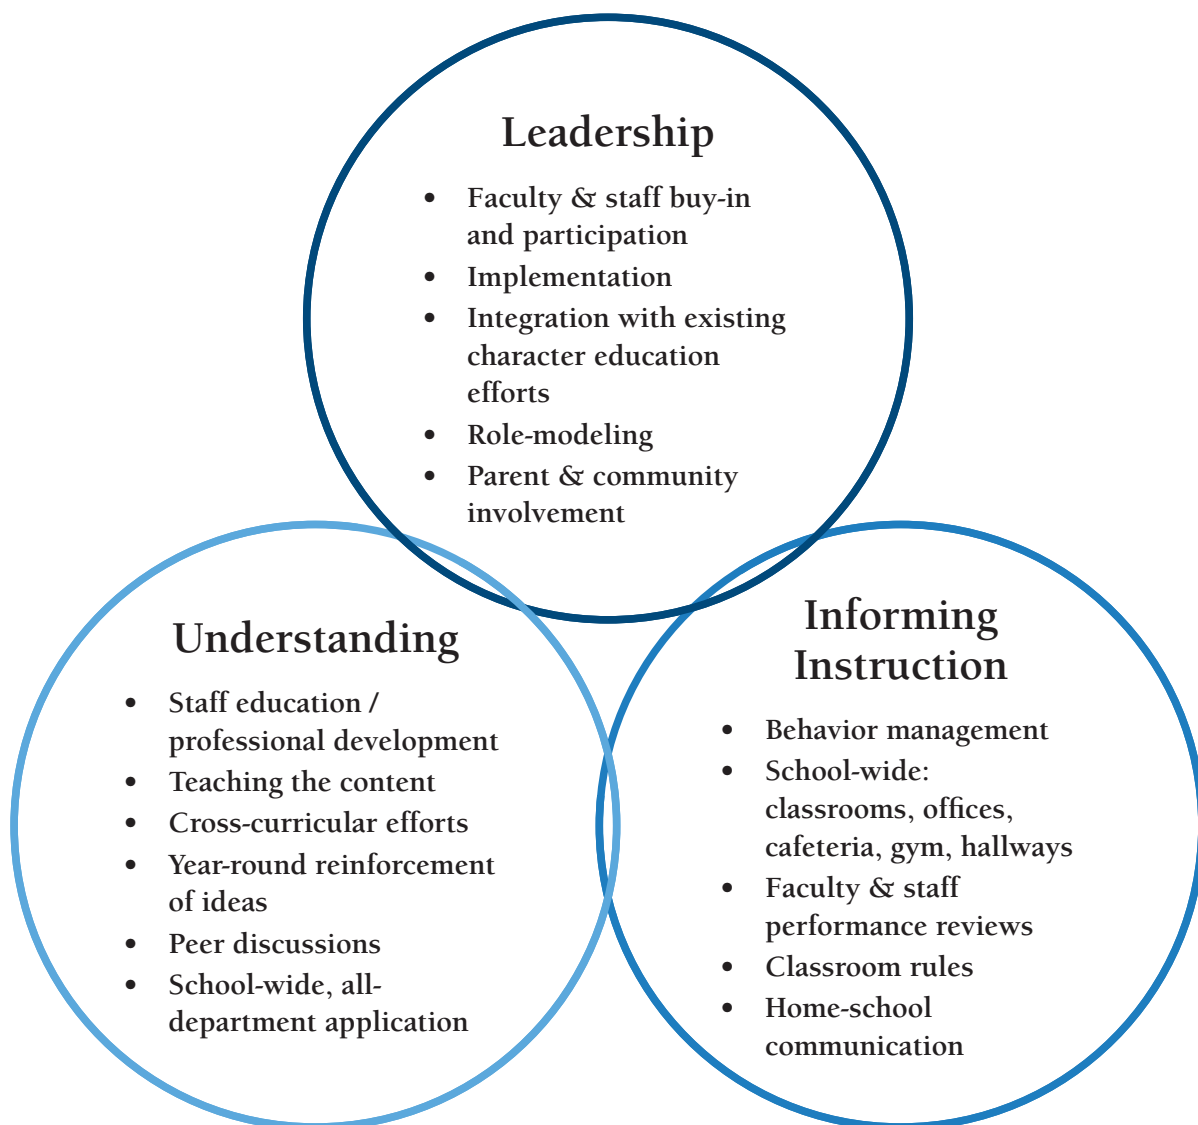 Leadership
• Faculty & staff buy-in
and participation
• Implementation
• Integration with existing
character education
efforts
• Role-modeling
• Parent & community
involvement
Understanding
• Staff education /
professional development
• Teaching the content
• Cross-curricular efforts
• Year-round reinforcement
of ideas
• Peer discussions
• School-wide, all-
department application
Informing
Instruction
• Behavior management
• School-wide:
classrooms, offices,
cafeteria, gym, hallways
• Faculty & staff
performance reviews
• Classroom rules
• Home-school
communication